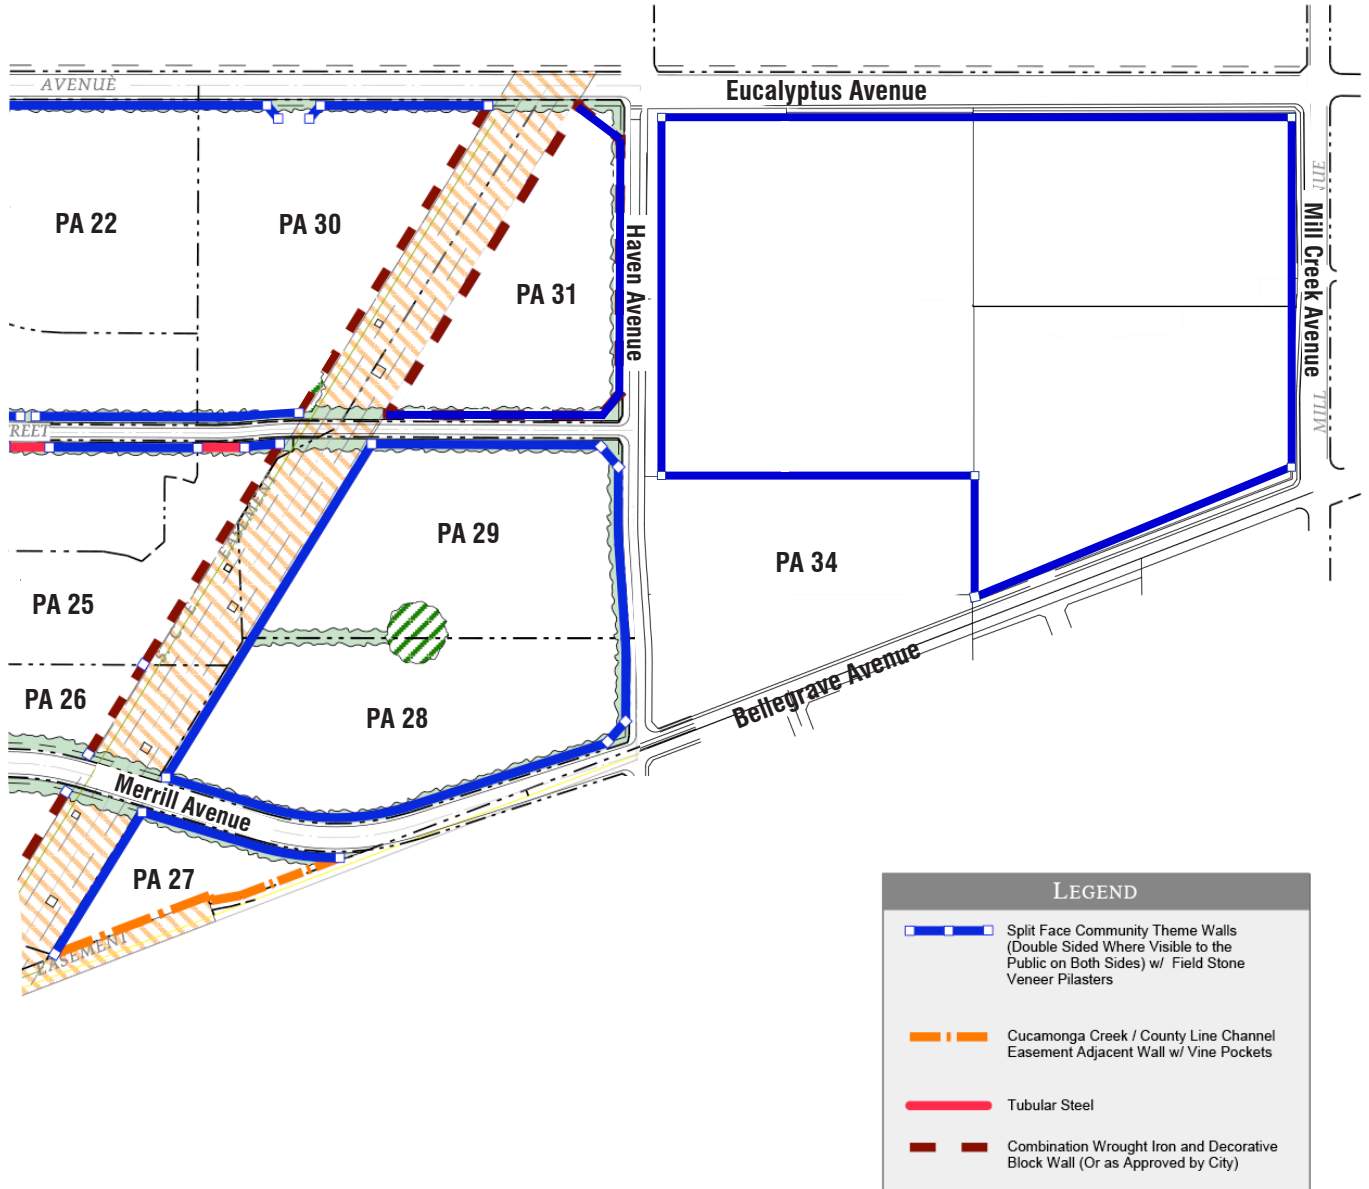 AVENUE
Eucalyptus Avenue
PA 22
PA 30
PA 31
Haven Avenue
Mill Creek Avenue
MILL
REET
PA 29
EASEMENT
PA 34
PA 25
PA 26
PA 28
Bellegrave Avenue
Merrill Avenue
PA 27
EASEMENT
LEGEND
Split Face Community Theme Walls
(Double Sided Where Visible to the
Public on Both Sides) w/ Field Stone
Veneer Pilasters
Cucamonga Creek / County Line Channel
Easement Adjacent Wall w/ Vine Pockets
Tubular Steel
Combination Wrought Iron and Decorative
Block Wall (Or as Approved by City)